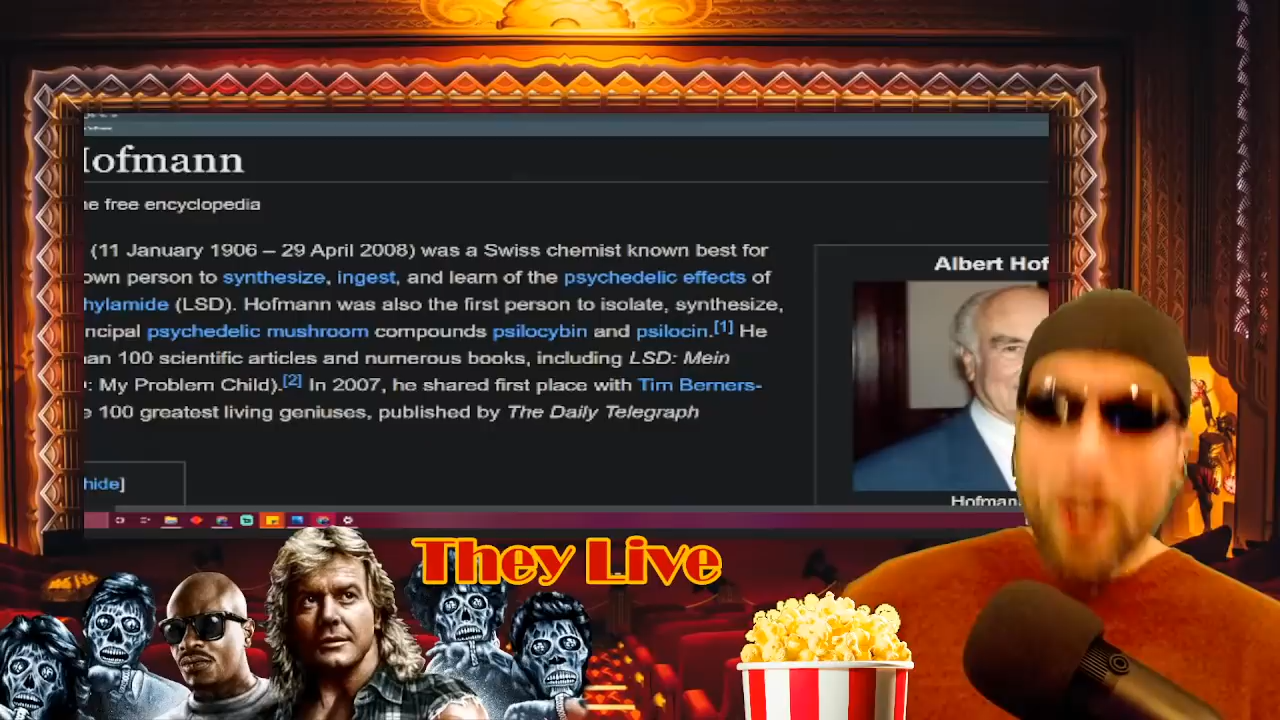 Hofmann
he free encyclopedia
(11 January 1906 – 29 April 2008) was a Swiss chemist known best for
own person to synthesize, ingest, and learn of the psychedelic effects of
hylamide (LSD). Hofmann was also the first person to isolate, synthesize,
ncipal psychedelic mushroom compounds psilocybin and psilocin.[1] He
an 100 scientific articles and numerous books, including LSD: Mein
: My Problem Child).[2] In 2007, he shared first place with Tim Berners-
e 100 greatest living geniuses, published by The Daily Telegraph
hide]
Albert Hof
Hofmann
They Live